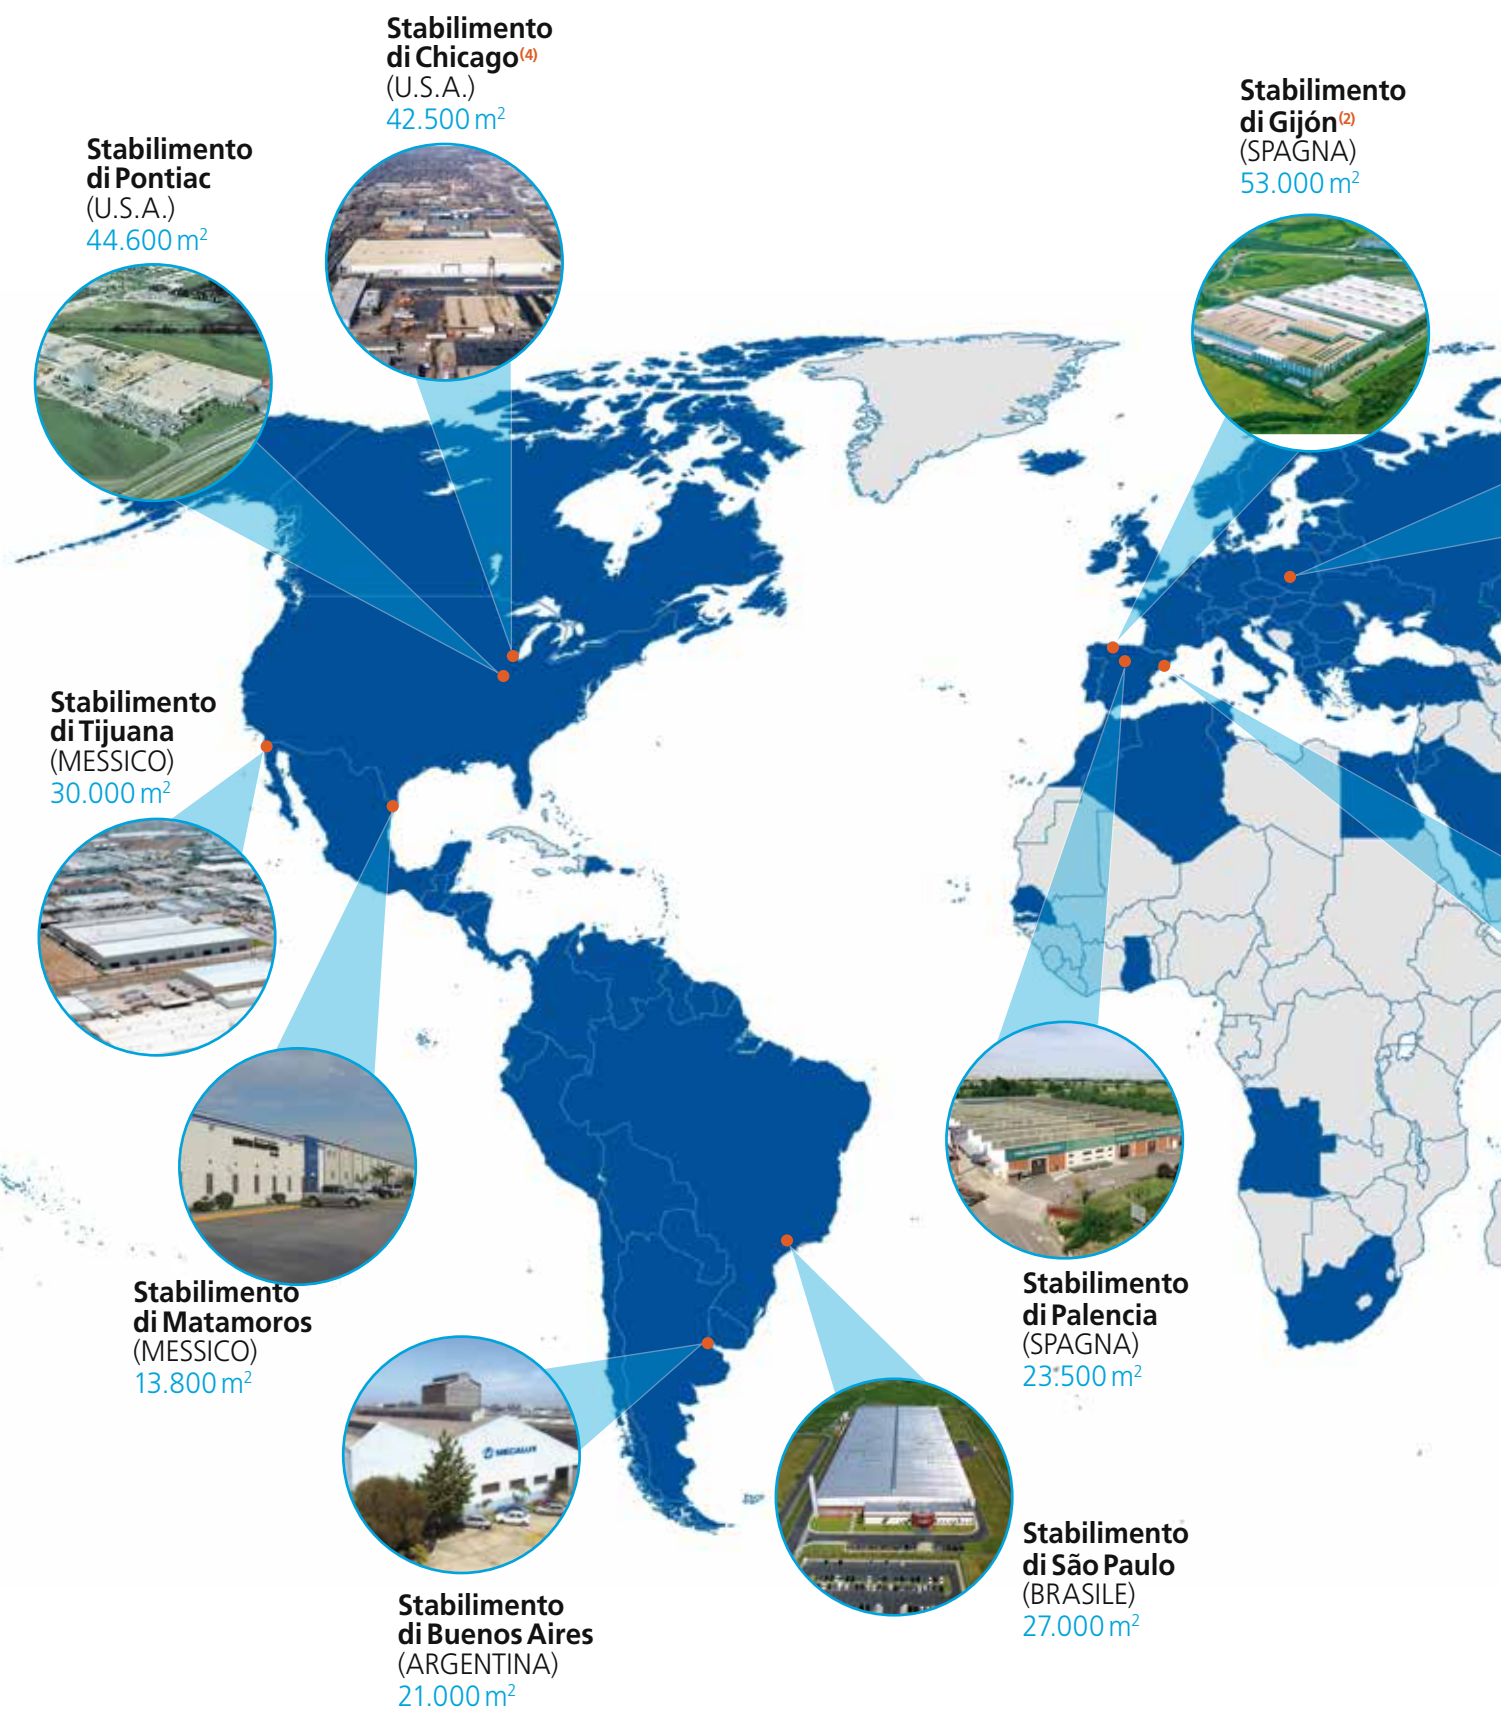 Stabilimento
di Chicago(4)
(U.S.A.)
42.500 m²
Stabilimento
di Gijón(2)
(SPAGNA)
53.000 m²
Stabilimento
di Pontiac
(U.S.A.)
44.600 m²
Stabilimento
di Tijuana
(MESSICO)
30.000 m²
Stabilimento
di Matamoros
(MESSICO)
13.800 m²
Stabilimento
di Palencia
(SPAGNA)
23.500 m²
MECALUX
Stabilimento
di São Paulo
(BRASILE)
27.000 m²
Stabilimento
di Buenos Aires
(ARGENTINA)
21.000 m²